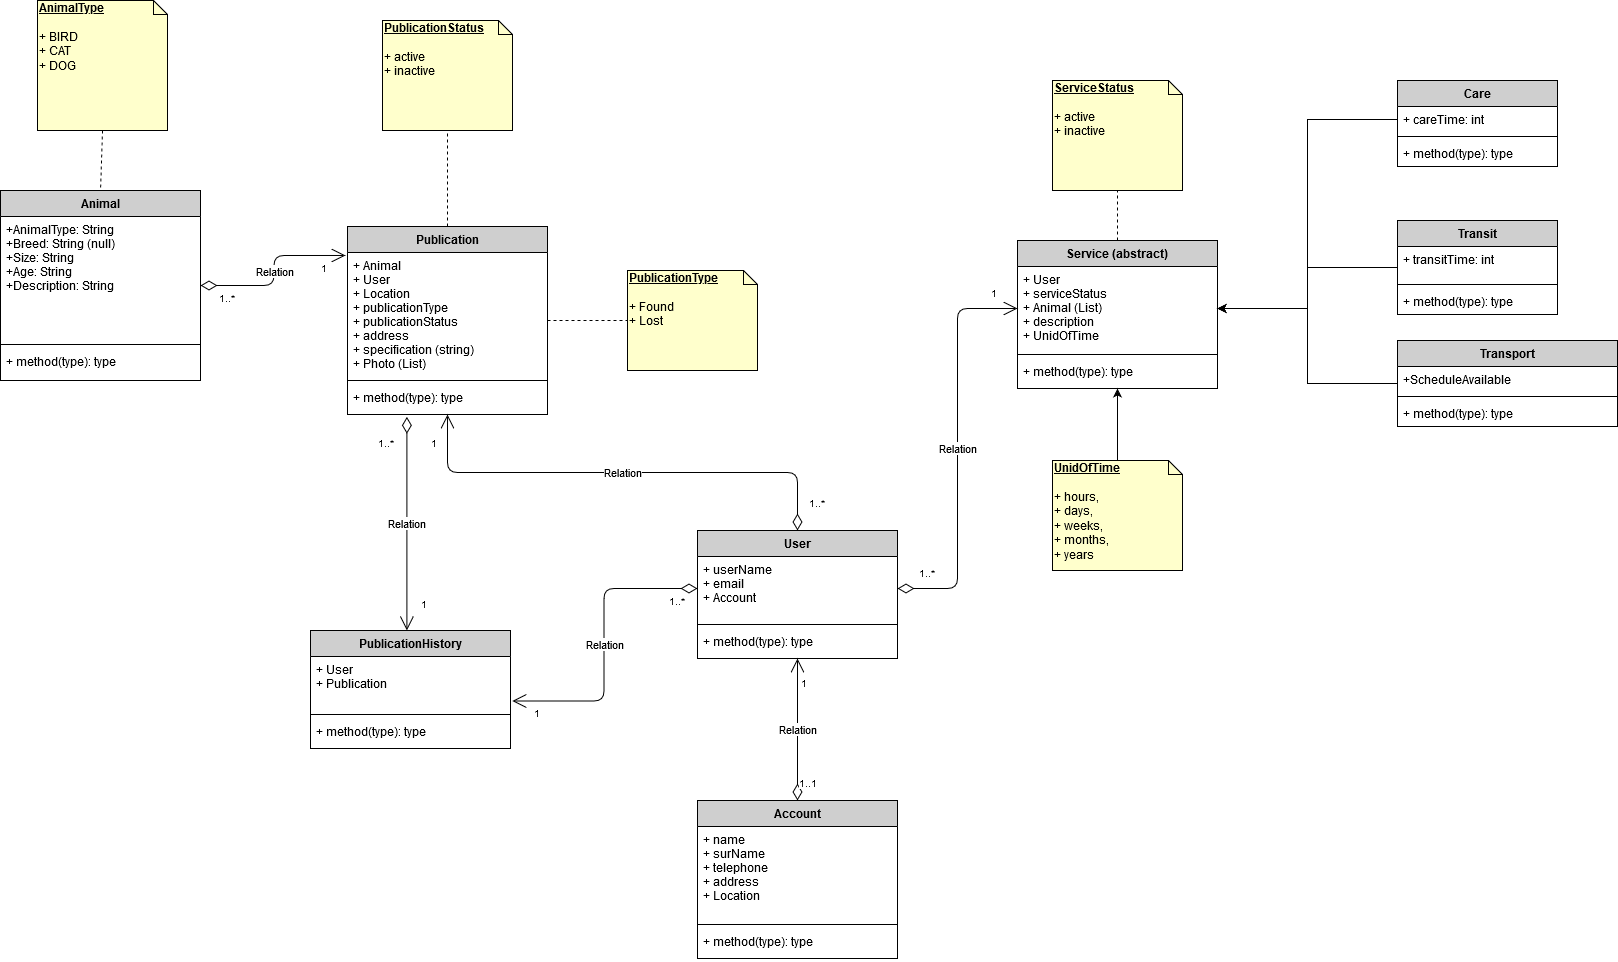 AnimalType
+ BIRD
+ CAT
+ DOG
PublicationStatus
+ active
+ inactive
ServiceStatus
+ active
+ inactive
Care
+ careTime: int
+ method(type): type
Animal
+AnimalType: String
+Breed: String (null)
+Size: String
+Age: String
+Description: String
+ method(type): type
1..*
Relation
1
Publication
+ Animal
+ User
+ Location
+ publicationType
+ publicationStatus
+ address
+ specification (string)
+ Photo (List)
+ method(type): type
PublicationType
+ Found
+ Lost
Service (abstract)
+ User
+ serviceStatus
+ Animal (List)
+ description
+ UnidOfTime
+ method(type): type
1
Transit
+ transitTime: int
+ method(type): type
Transport
+ScheduleAvailable
+ method(type): type
1..*
1
Relation
1..*
Relation
UnidOfTime
+ hours,
+ days,
+ weeks,
+ months,
+ years
Relation
1
User
+ userName
+ email
+ Account
+ method(type): type
1..*
1..*
Relation
1
PublicationHistory
+ User
+ Publication
+ method(type): type
1
Relation
1..1
Account
+ name
+ surName
+ telephone
+ address
+ Location
+ method(type): type